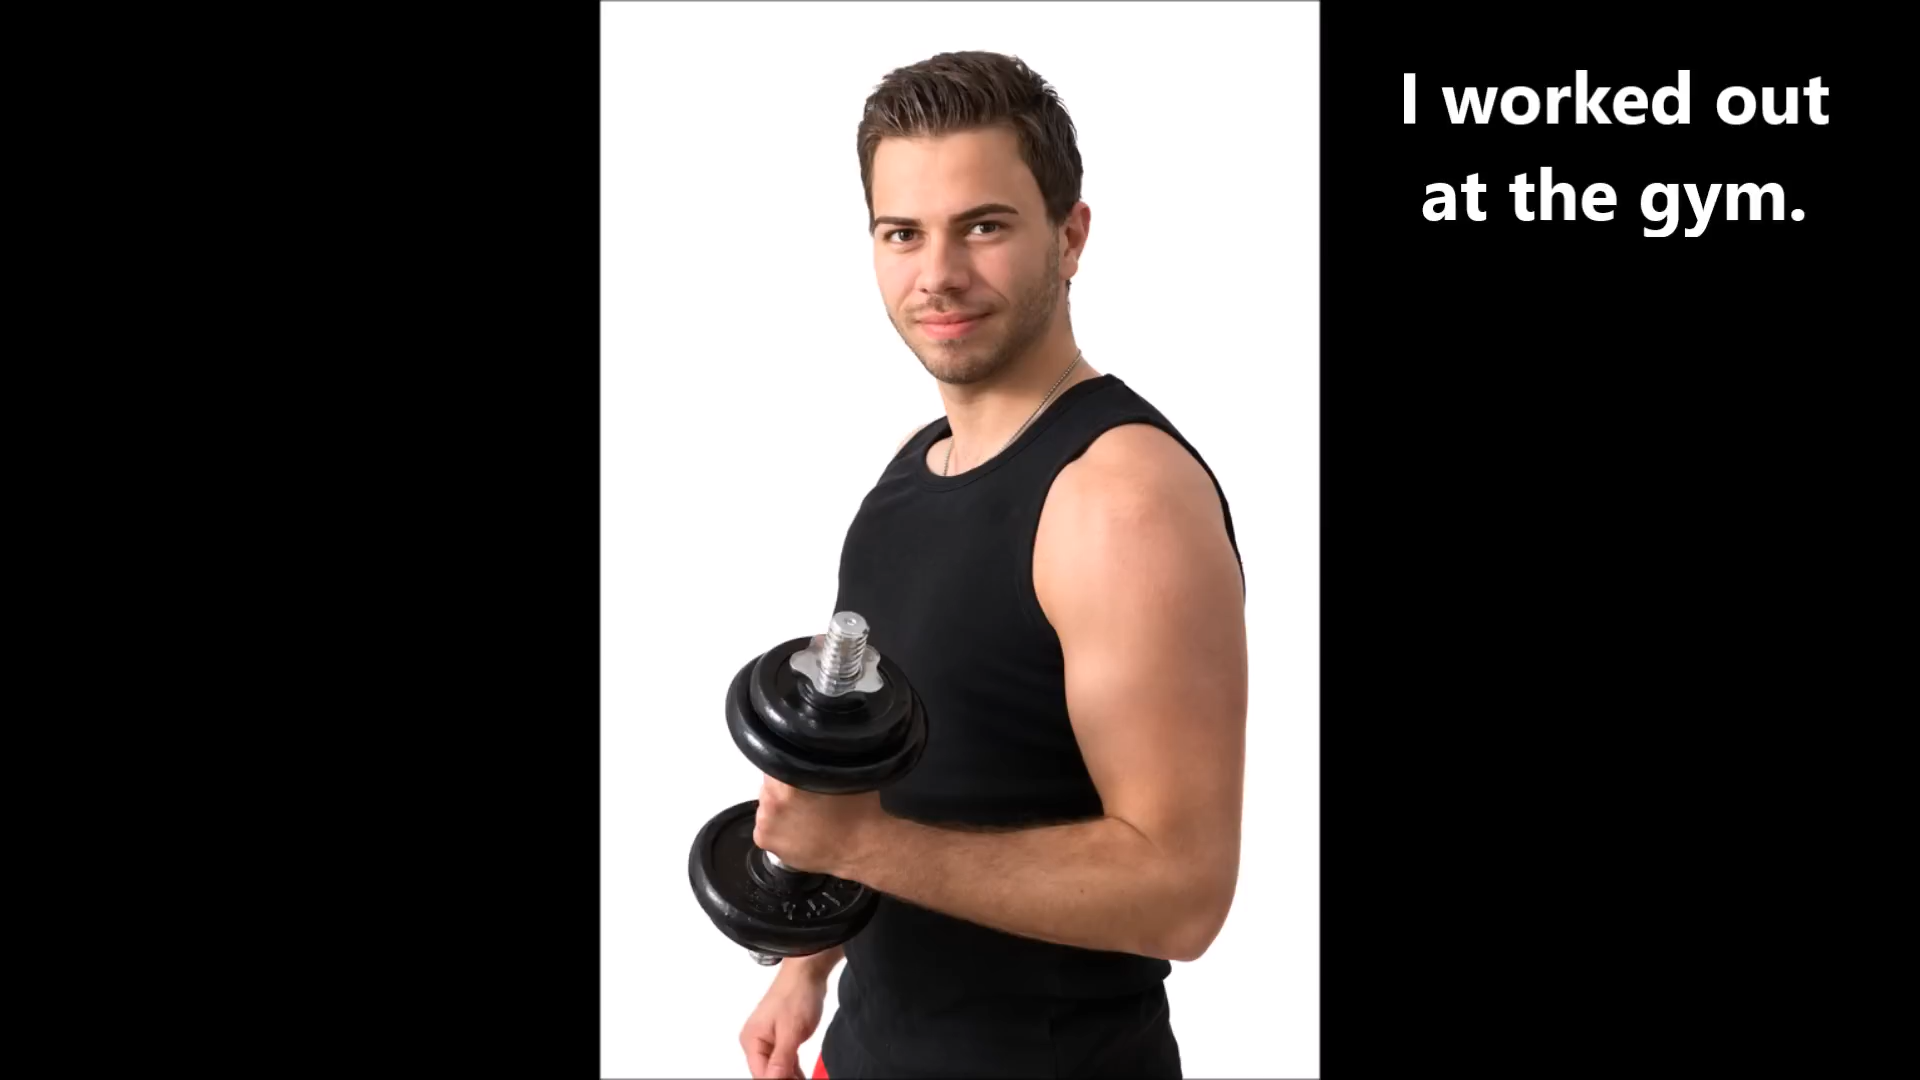 I worked out
at the gym.